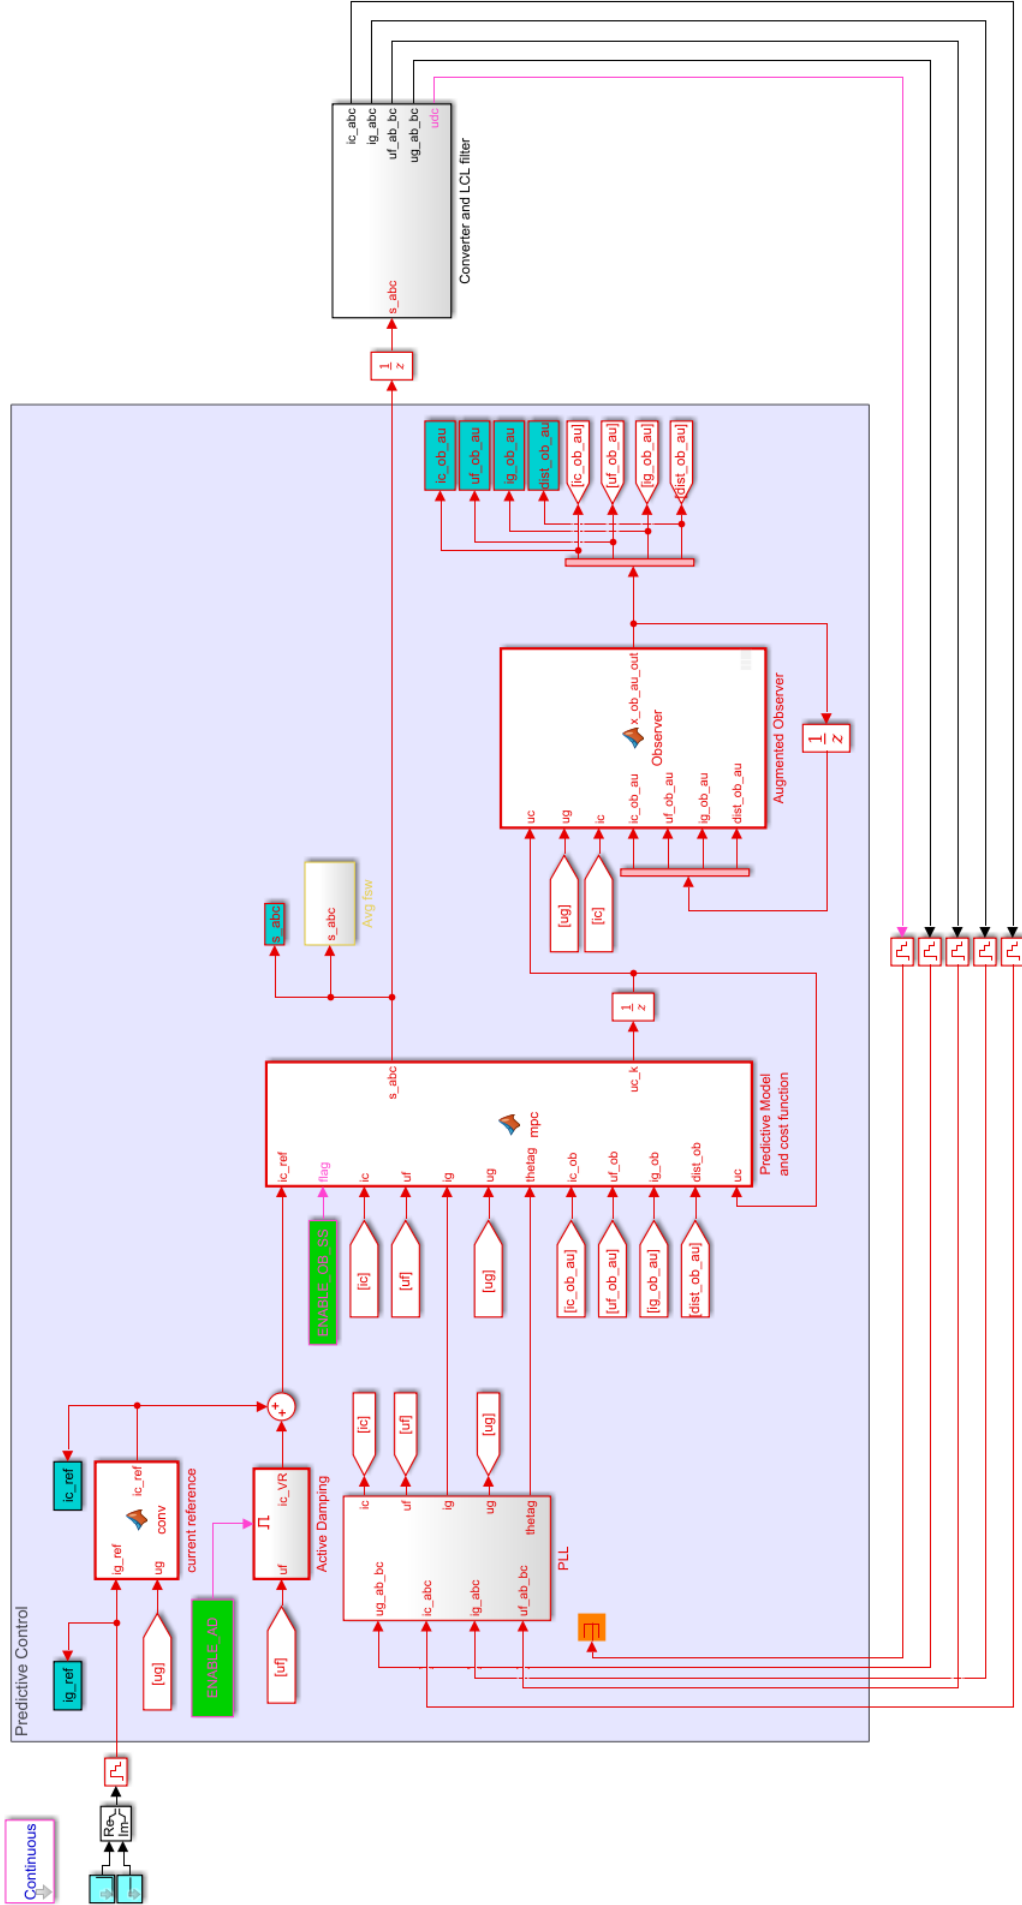 Continuous
Re
Im
Predictive Control
ig_ref
[ug]
ig_ref
ug
conv
ic_ref
current reference
ic_ref
ENABLE_AD
[uf]
uf
ic_VR
Active Damping
+
+
ug_ab_bc
ic_abc
ig_abc
uf_ab_bc
ic
uf
ig
ug
thetag
PLL
[ic]
[uf]
[ug]
ENABLE_OB_SS
[ic]
[uf]
[ug]
[ic_ob_au]
[uf_ob_au]
[ig_ob_au]
[dist_ob_au]
ic_ref
flag
ic
uf
ig
ug
thetag
ic_ob
uf_ob
ig_ob
dist_ob
uc
mpc
s_abc
uc_k
Predictive Model
and cost function
s_abc
s_abc
Avg fsw
1
z
[ug]
[ic]
uc
ug
ic
ic_ob_au
uf_ob_au
ig_ob_au
dist_ob_au
Observer
x_ob_au_out
Augmented Observer
1
z
ic_ob_au
uf_ob_au
ig_ob_au
dist_ob_au
[ic_ob_au]
[uf_ob_au]
[ig_ob_au]
[dist_ob_au]
1
z
s_abc
ic_abc
ig_abc
uf_ab_bc
ug_ab_bc
udc
Converter and LCL filter